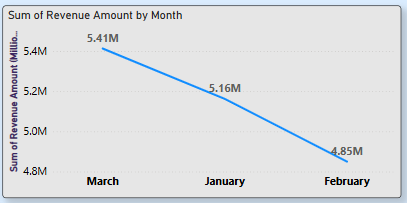 Sum of Revenue Amount by Month
Sum of Revenue Amount (Millio...
5.4M
5.2M
5.0M
4.8M
5.41M
5.16M
4.85M
March
January
February